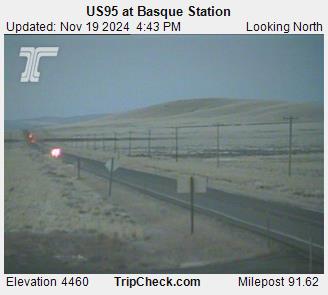 US95 at Basque Station
Updated: Nov 19 2024 4:43 PM Looking North
Elevation 4460 TripCheck.com Milepost 91.62